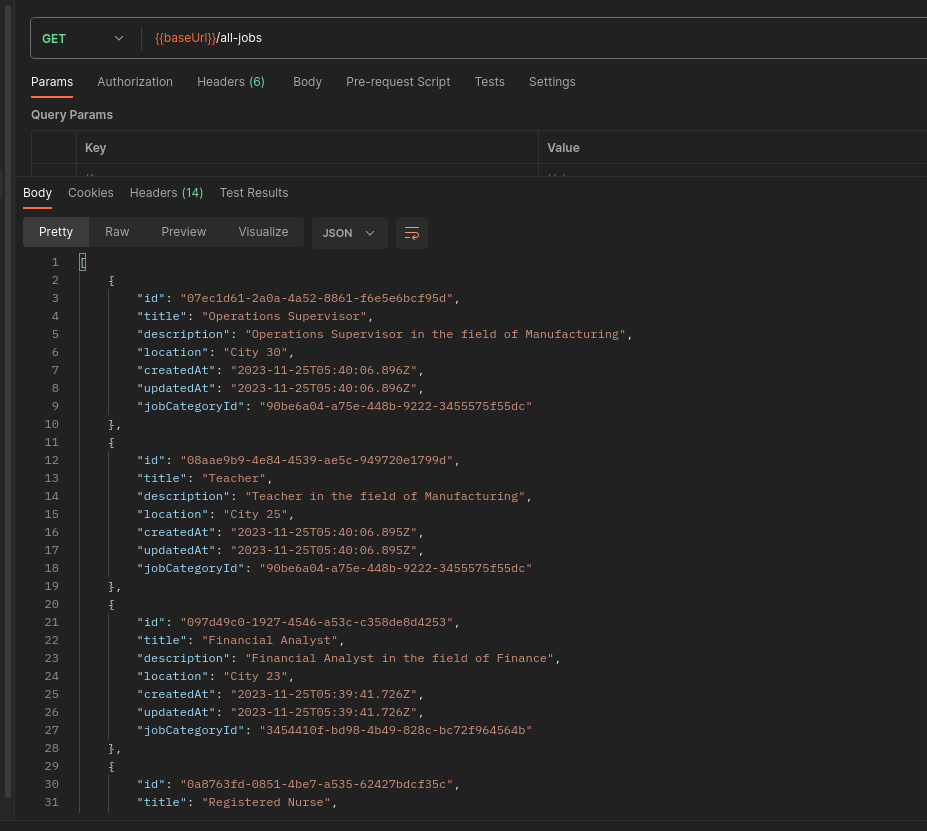 GET {{baseUrl}}/all-jobs
Params Authorization Headers (6) Body Pre-request Script Tests Settings
Query Params
Key Value
Body Cookies Headers (14) Test Results
Pretty Raw Preview Visualize JSON
1 [
2 {
3 "id": "07ec1d61-2a0a-4a52-8861-f6e5e6bcf95d",
4 "title": "Operations Supervisor",
5 "description": "Operations Supervisor in the field of Manufacturing",
6 "location": "City 30",
7 "createdAt": "2023-11-25T05:40:06.896Z",
8 "updatedAt": "2023-11-25T05:40:06.896Z",
9 "jobCategoryId": "90be6a04-a75e-448b-9222-3455575f55dc"
10 },
11 {
12 "id": "08aae9b9-4e84-4539-ae5c-949720e1799d",
13 "title": "Teacher",
14 "description": "Teacher in the field of Manufacturing",
15 "location": "City 25",
16 "createdAt": "2023-11-25T05:40:06.895Z",
17 "updatedAt": "2023-11-25T05:40:06.895Z",
18 "jobCategoryId": "90be6a04-a75e-448b-9222-3455575f55dc"
19 },
20 {
21 "id": "097d49c0-1927-4546-a53c-c358de8d4253",
22 "title": "Financial Analyst",
23 "description": "Financial Analyst in the field of Finance",
24 "location": "City 23",
25 "createdAt": "2023-11-25T05:39:41.726Z",
26 "updatedAt": "2023-11-25T05:39:41.726Z",
27 "jobCategoryId": "3454410f-bd98-4b49-828c-bc72f964564b"
28 },
29 {
30 "id": "0a8763fd-0851-4be7-a535-62427bdcf35c",
31 "title": "Registered Nurse",